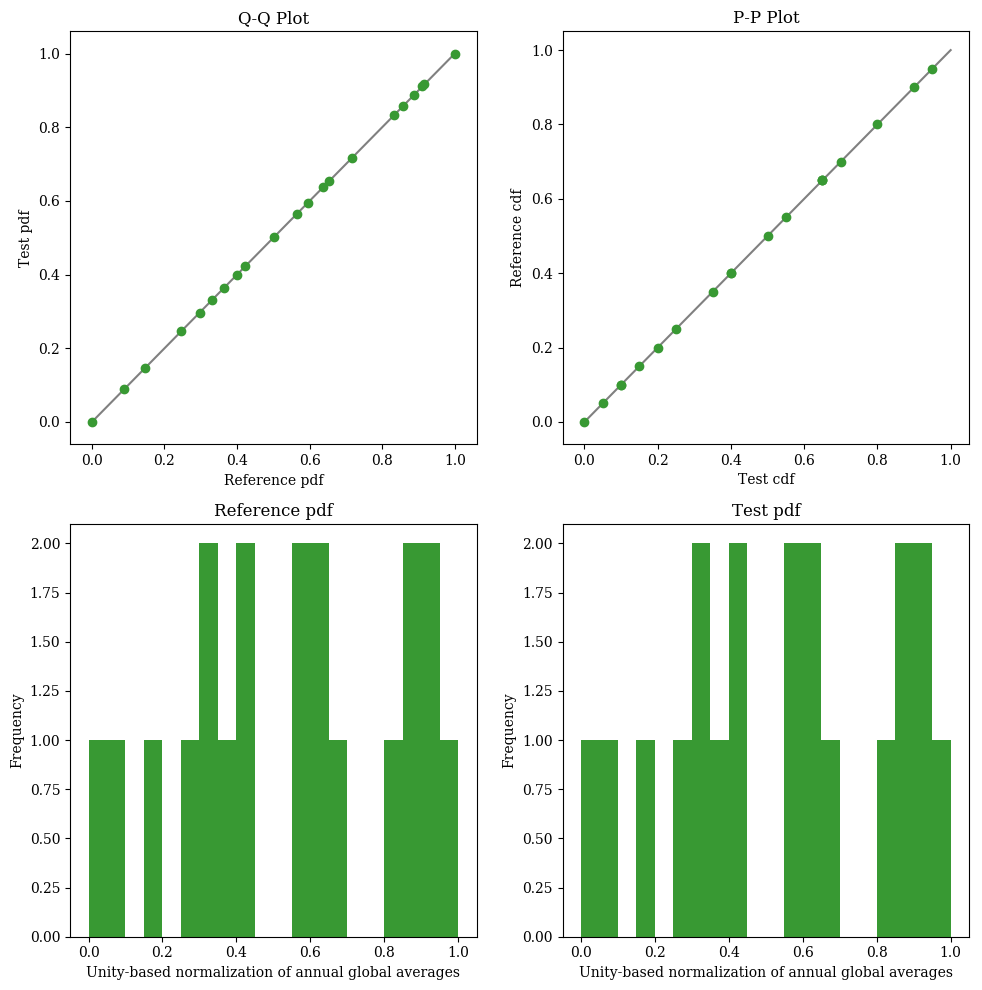 Q-Q Plot
P-P Plot
1.0
0.8
0.6
0.4
0.2
0.0
Test pdf
0.0 0.2 0.4 0.6 0.8 1.0
Reference pdf
1.0
0.8
0.6
0.4
0.2
0.0
Reference cdf
0.0 0.2 0.4 0.6 0.8 1.0
Test cdf
Reference pdf
2.00
1.75
1.50
1.25
1.00
0.75
0.50
0.25
0.00
Frequency
0.0 0.2 0.4 0.6 0.8 1.0
Unity-based normalization of annual global averages
Test pdf
2.00
1.75
1.50
1.25
1.00
0.75
0.50
0.25
0.00
Frequency
0.0 0.2 0.4 0.6 0.8 1.0
Unity-based normalization of annual global averages